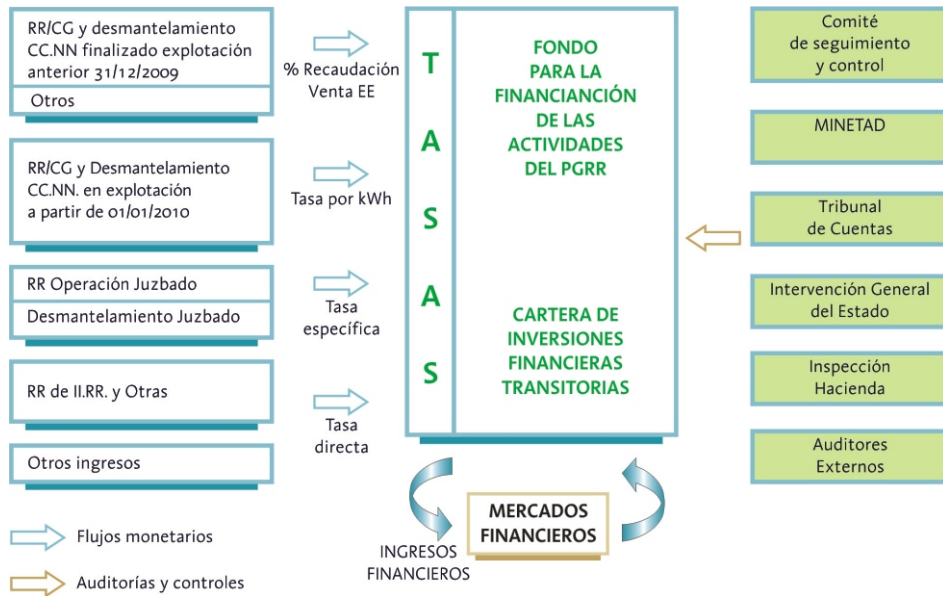 RR/CG y desmantelamiento
CC.NN finalizado explotación
anterior 31/12/2009
Otros
% Recaudación
Venta EE
RR/CG y Desmantelamiento
CC.NN. en explotación
a partir de 01/01/2010
Tasa por kWh
RR Operación Juzbado
Desmantelamiento Juzbado
Tasa
específica
RR de II.RR. y Otras
Tasa
directa
Otros ingresos
T
A
S
A
S
FONDO
PARA LA
FINANCIANCIÓN
DE LAS
ACTIVIDADES
DEL PGRR
CARTERA DE
INVERSIONES
FINANCIERAS
TRANSITORIAS
Comité
de seguimiento
y control
MINETAD
Tribunal
de Cuentas
Intervención General
del Estado
Inspección
Hacienda
Auditores
Externos
MERCADOS
FINANCIEROS
INGRESOS
FINANCIEROS
Flujos monetarios
Auditorías y controles